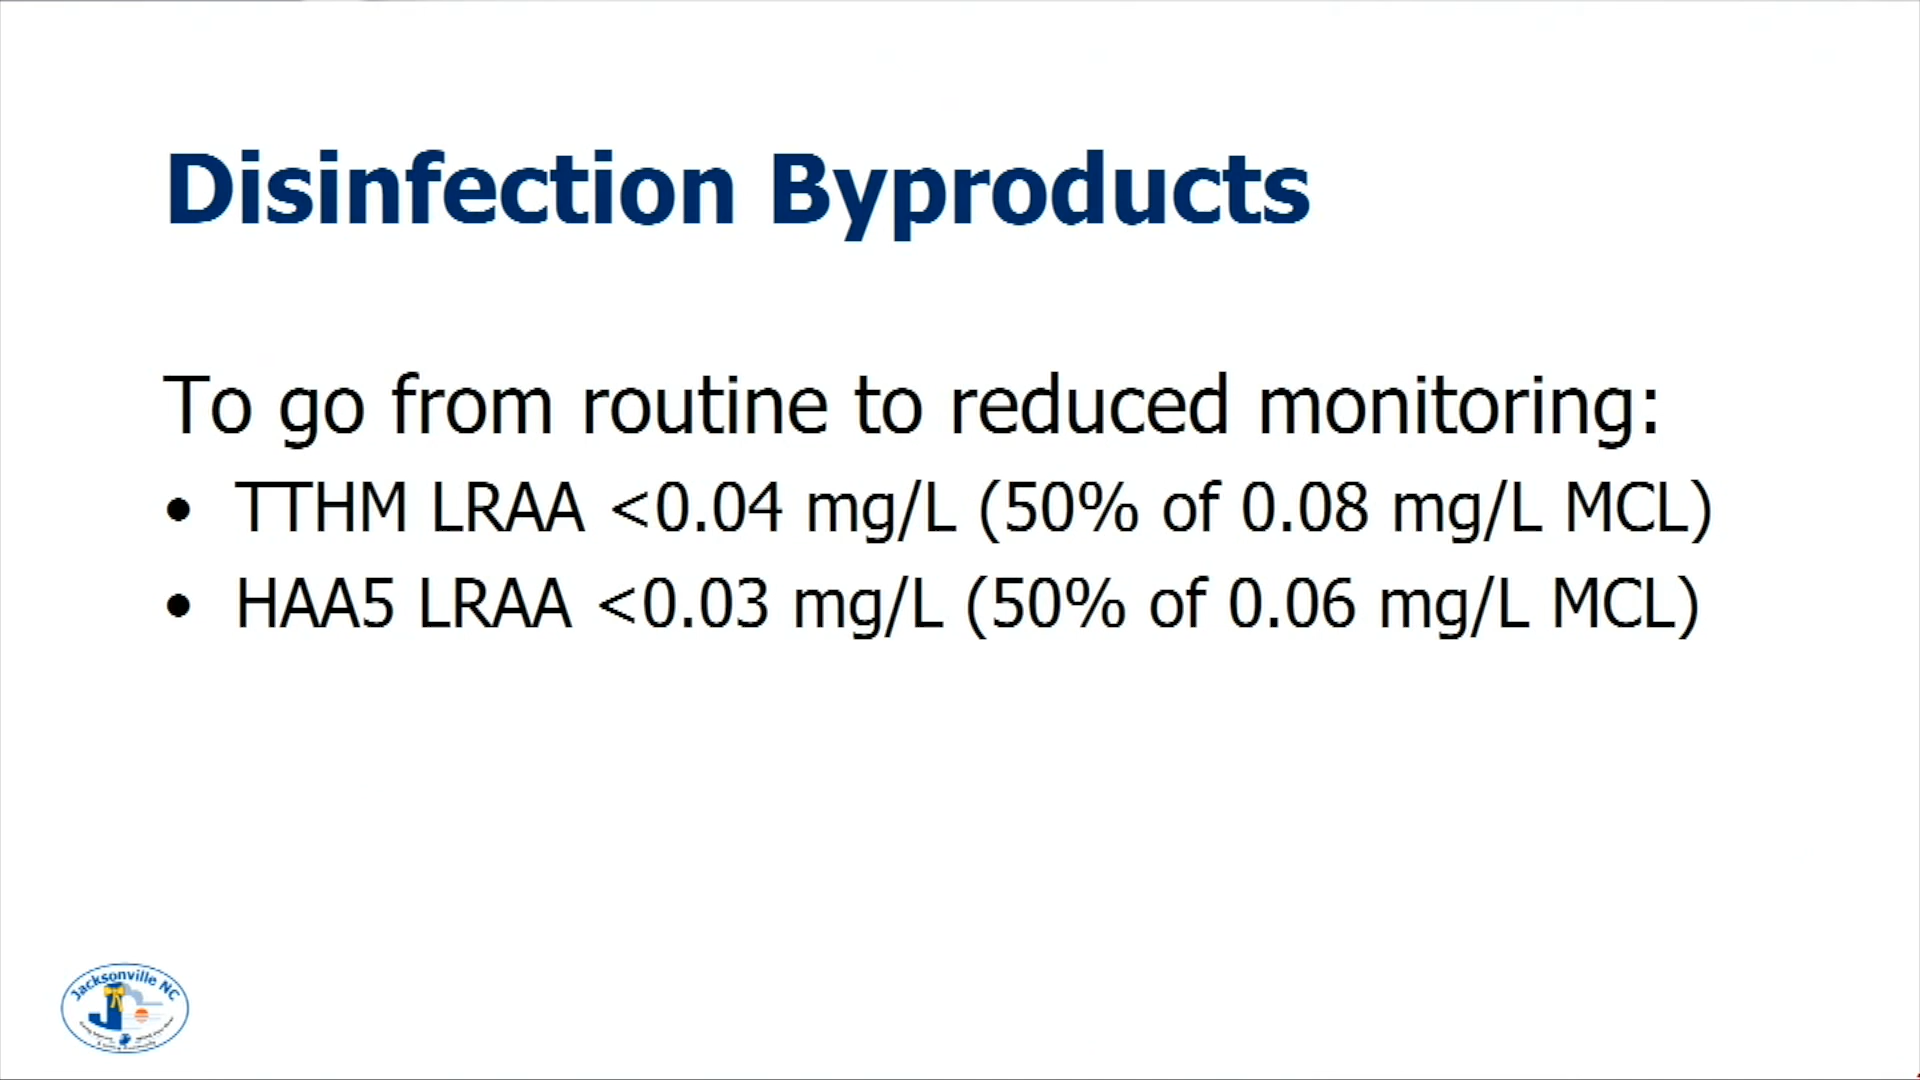 Disinfection Byproducts
To go from routine to reduced monitoring:
• TTHM LRAA <0.04 mg/L (50% of 0.08 mg/L MCL)
• HAA5 LRAA <0.03 mg/L (50% of 0.06 mg/L MCL)
Jacksonville NC